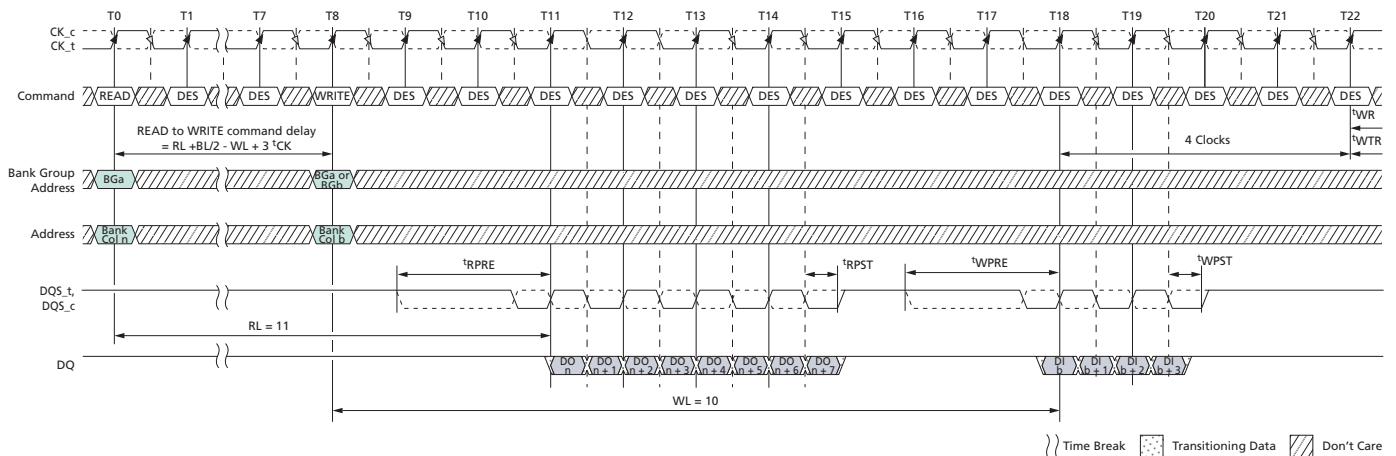 T0 T1 T7 T8 T9 T10 T11 T12 T13 T14 T15 T16 T17 T18 T19 T20 T21 T22
CK_c
CK_t
Command READ DES DES WRITE DES DES DES DES DES DES DES DES DES DES DES DES DES DES
tWR
READ to WRITE command delay
= RL +BL/2 - WL + 3 tCK
4 Clocks tWTR
Bank Group
Address BGa BGa or
BGb
Address Bank
Col n Bank
Col b
tRPRE tRPST tWPRE tWPST
DQS_t,
DQS_c
RL = 11
DQ DO
n DO
n + 1 DO
n + 2 DO
n + 3 DO
n + 4 DO
n + 5 DO
n + 6 DO
n + 7 DI
b DI
b + 1 DI
b + 2 DI
b + 3
WL = 10
Time Break Transitioning Data Don't Care